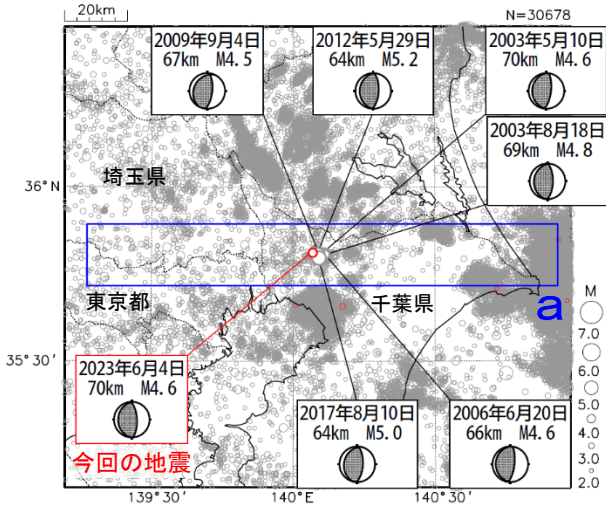 20km
N=30678
2009年9月4日
67km M4.5
2012年5月29日
64km M5.2
2003年5月10日
70km M4.6
2003年8月18日
69km M4.8
埼玉県
36°N
東京都
千葉県
a
M
7.0
6.0
5.0
4.0
3.0
2.0
35°30′
2023年6月4日
70km M4.6
今回の地震
2017年8月10日
64km M5.0
2006年6月20日
66km M4.6
139°30′
140°E
140°30′